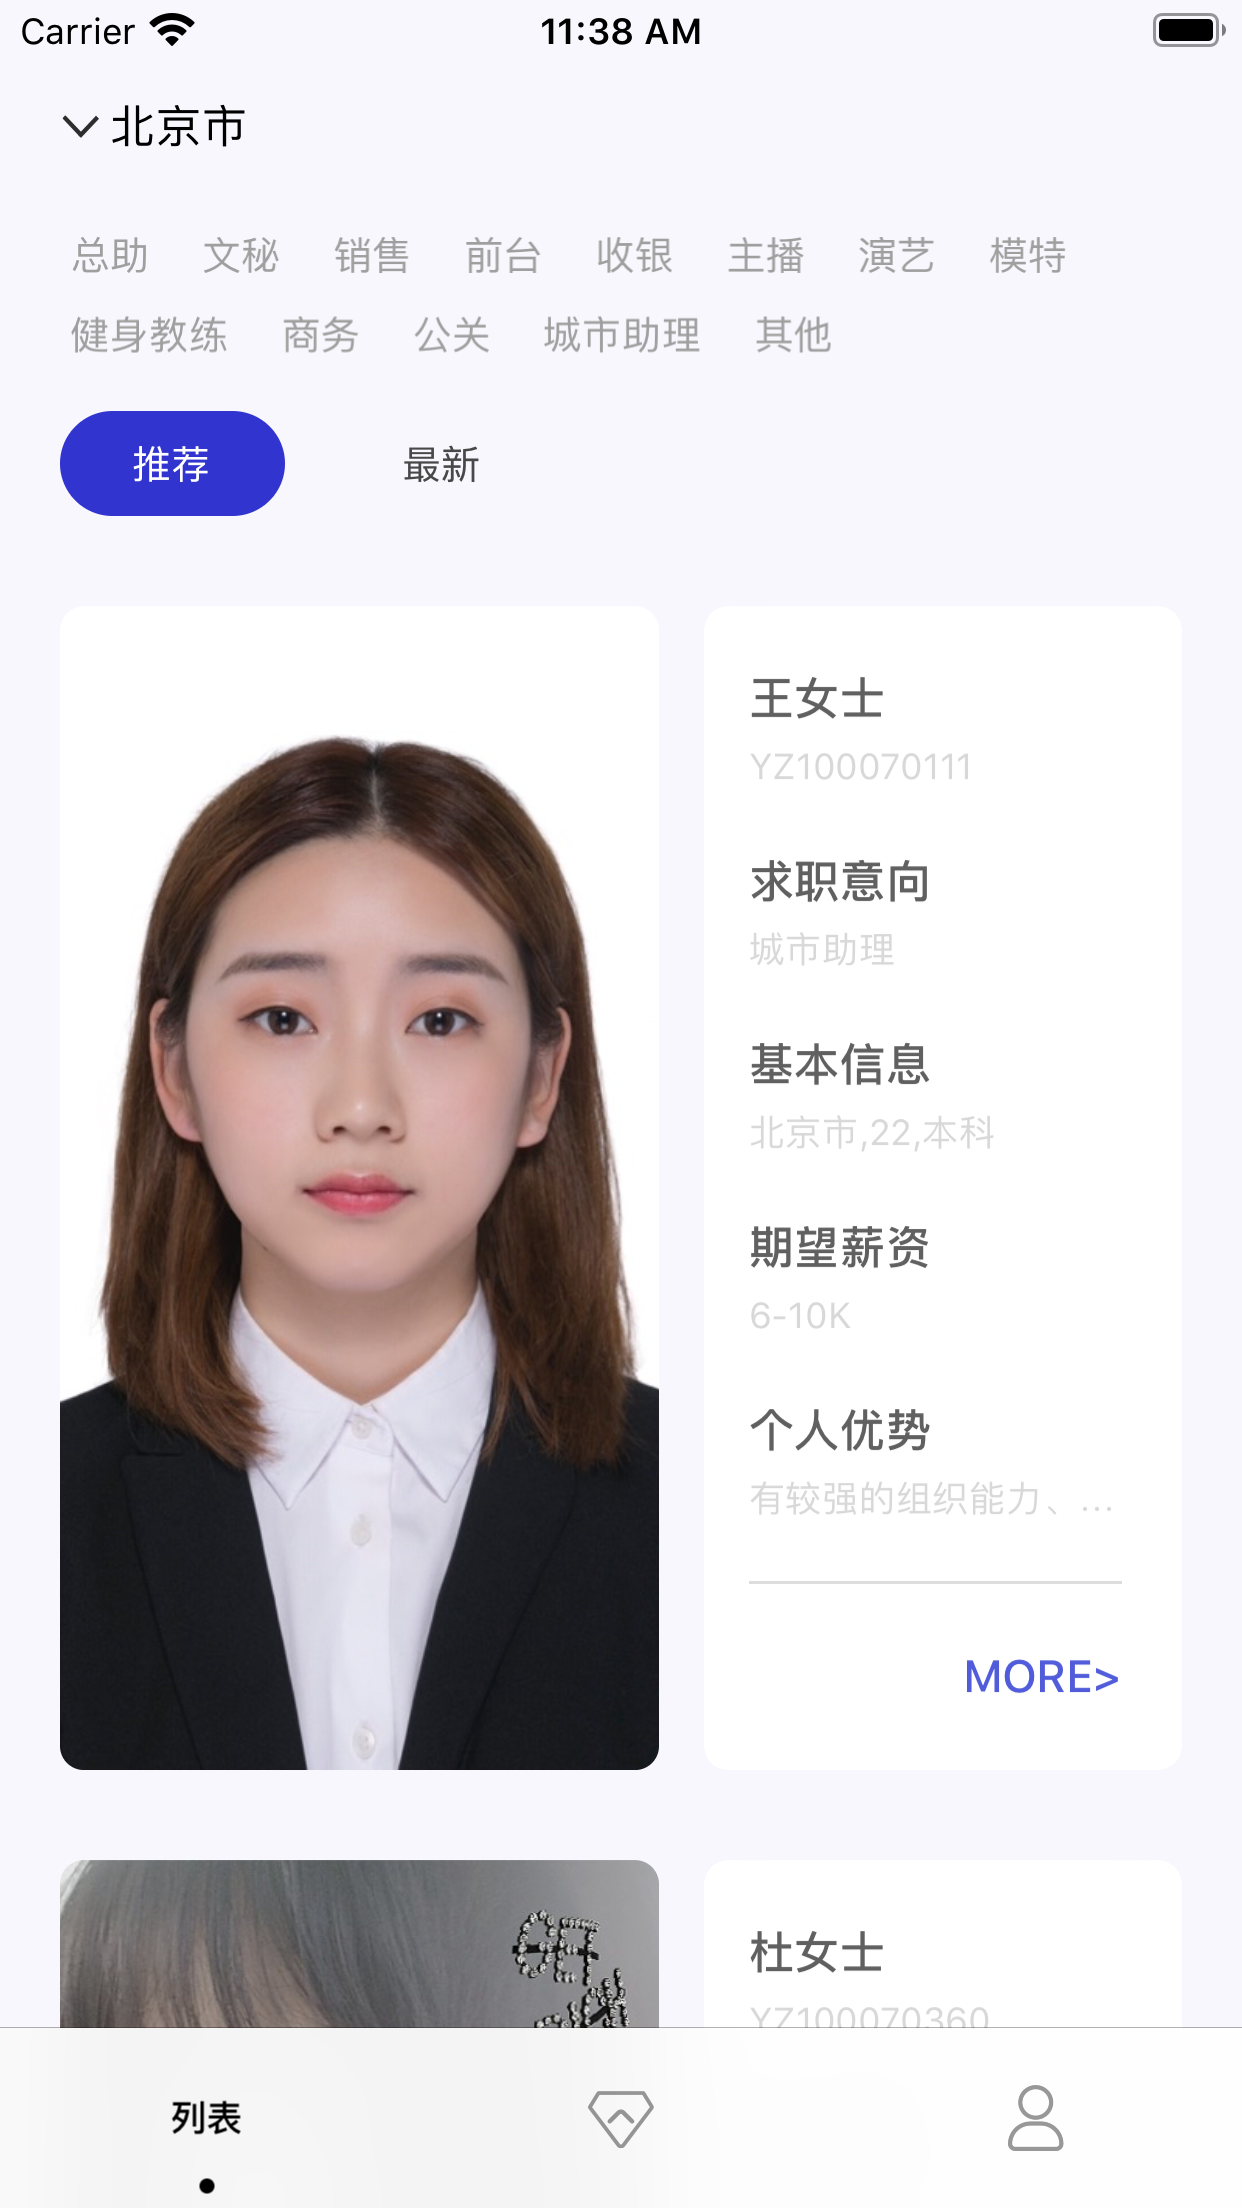 Carrier 11:38 AM
北京市
总助 文秘 销售 前台 收银 主播 演艺 模特
健身教练 商务 公关 城市助理 其他
推荐 最新
王女士
YZ100070111
求职意向
城市助理
基本信息
北京市,22,本科
期望薪资
6-10K
个人优势
有较强的组织能力、...
MORE>
杜女士
YZ100070360
列表